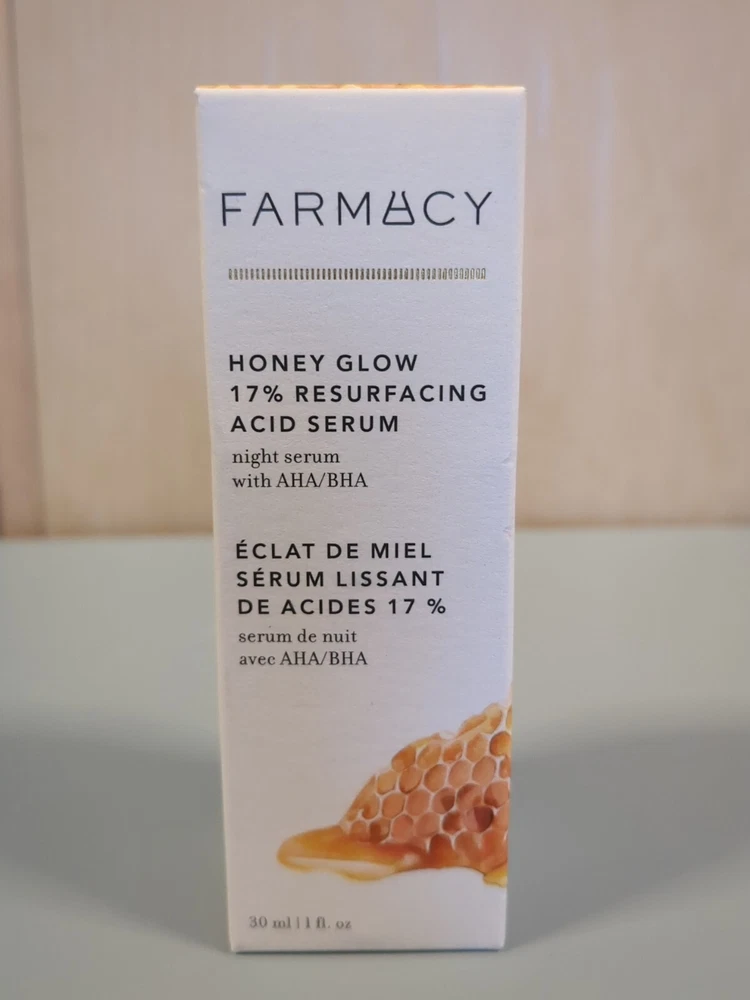 FARMACY
HONEY GLOW
17% RESURFACING
ACID SERUM
night serum
with AHA/BHA
ÉCLAT DE MIEL
SÉRUM LISSANT
DE ACIDES 17 %
serum de nuit
avec AHA/BHA
30 ml | 1 fl. oz